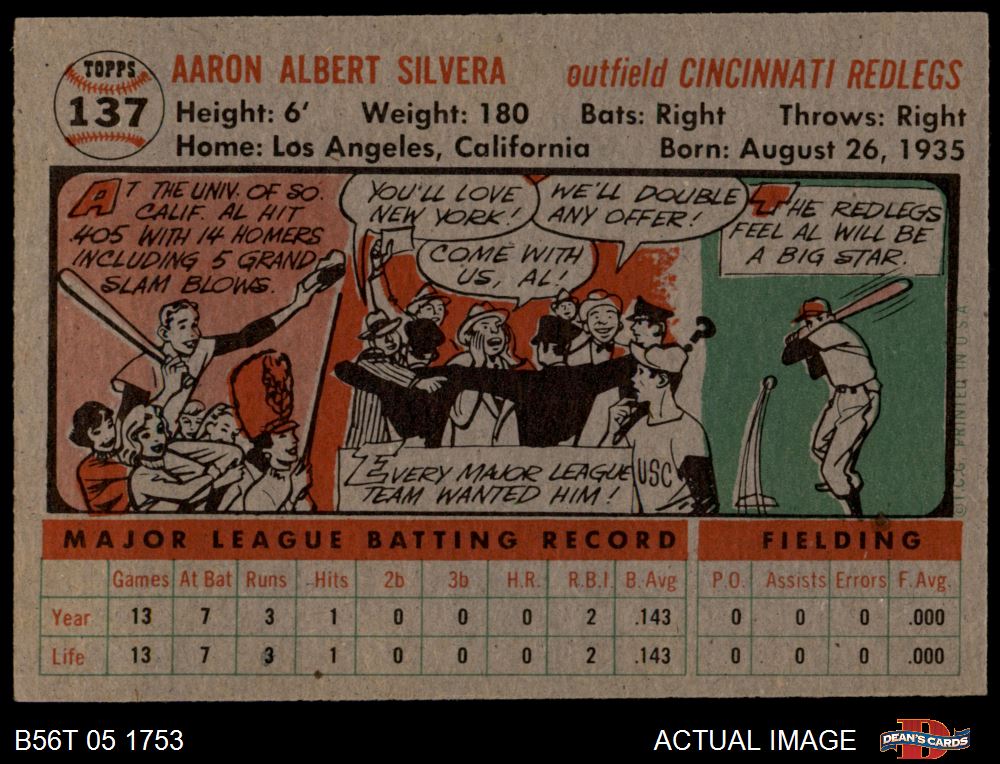 TOPPS
137
AARON ALBERT SILVERA outfield CINCINNATI REDLEGS
Height: 6' Weight: 180 Bats: Right Throws: Right
Home: Los Angeles, California Born: August 26, 1935
AT THE UNIV. OF SO.
CALIF. AL HIT
.405 WITH 14 HOMERS
INCLUDING 5 GRAND
SLAM BLOWS.
YOU'LL LOVE
NEW YORK!
WE'LL DOUBLE
ANY OFFER!
COME WITH
US, AL!
EVERY MAJOR LEAGUE
TEAM WANTED HIM!
USC
?
THE REDLEGS
FEEL AL WILL BE
A BIG STAR.
©T.C.G. PRINTED IN U.S.A.
MAJOR LEAGUE BATTING RECORD FIELDING
Games At Bat Runs Hits 2b 3b H.R. R.B.I. B.Avg P.O. Assists Errors F.Avg.
Year 13 7 3 1 0 0 0 2 .143 0 0 0 .000
Life 13 7 3 1 0 0 0 2 .143 0 0 0 .000
B56T 05 1753 ACTUAL IMAGE
D
DEAN'S CARDS